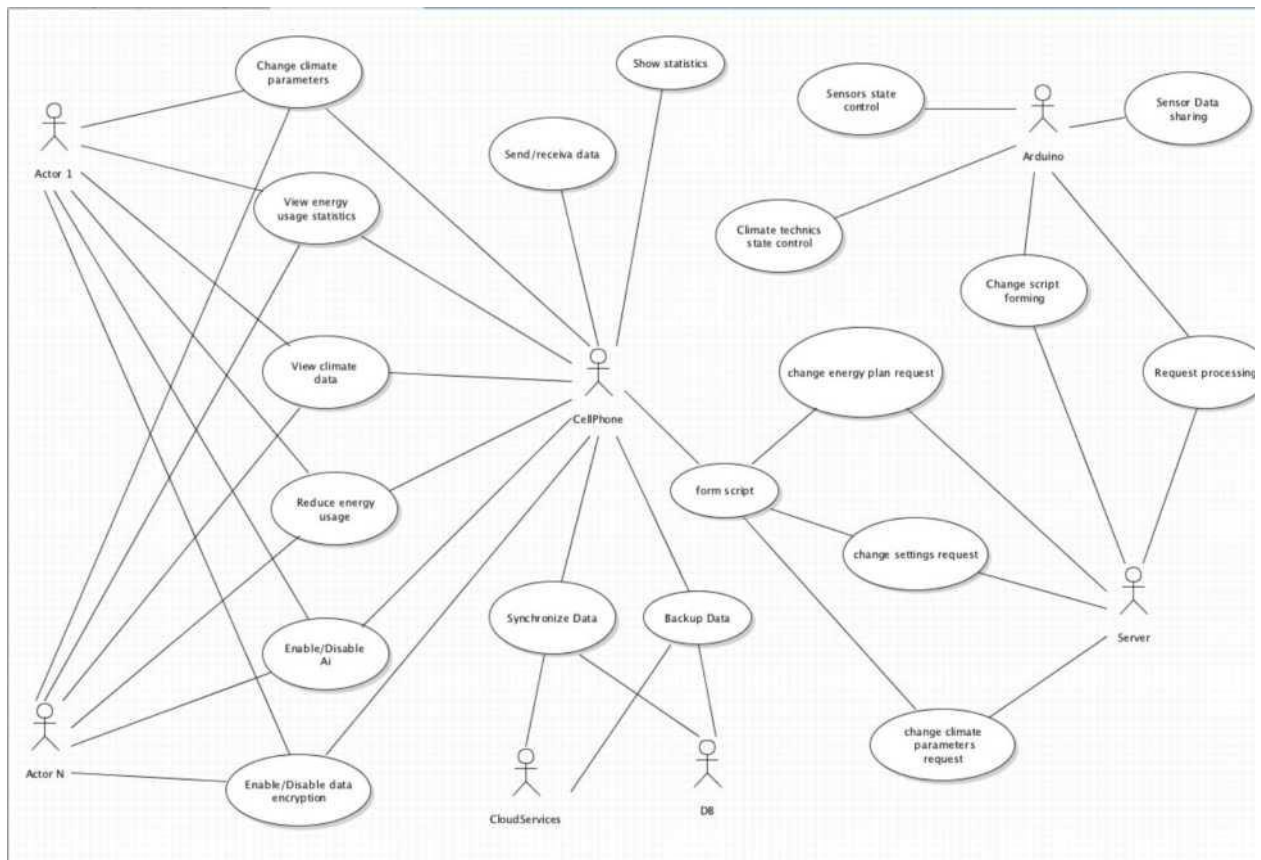 Change climate
parameters
Show statistics
Sensors state
control
Sensor Data
sharing
Actor 1
Send/receiva data
Arduino
View energy
usage statistics
Climate technics
state control
Change script
forming
View climate
data
change energy plan request
Request processing
CellPhone
Reduce energy
usage
form script
change settings request
Synchronize Data
Backup Data
Server
Enable/Disable
Ai
change climate
parameters
request
Actor N
Enable/Disable data
encryption
CloudServices
DB